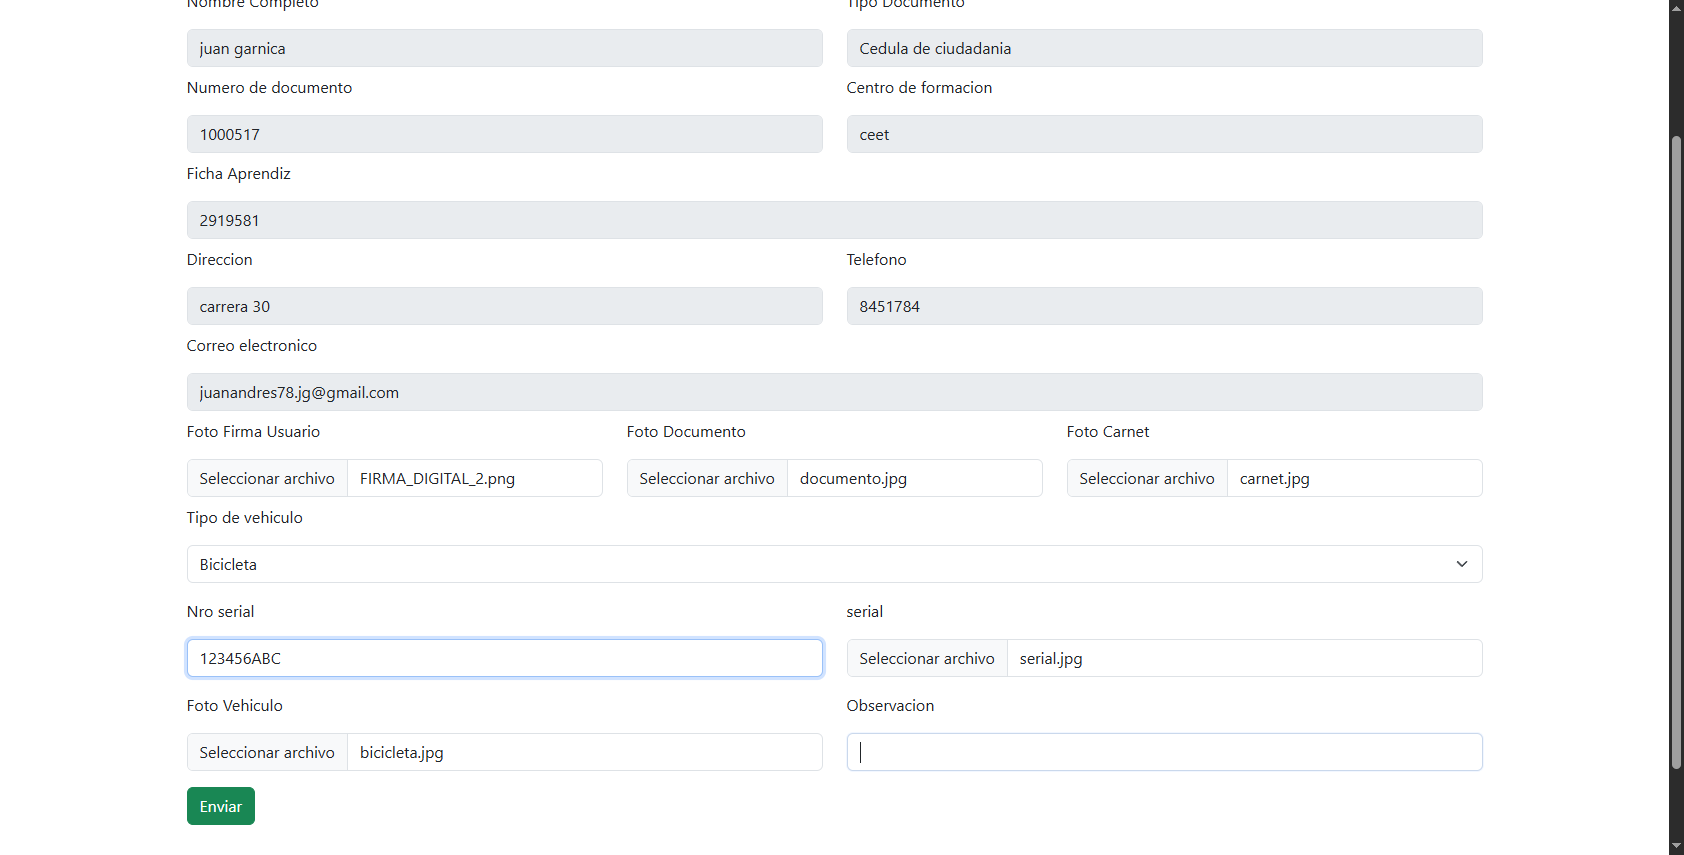 Nombre Completo
Tipo Documento
juan garnica
Cedula de ciudadania
Numero de documento
Centro de formacion
1000517
ceet
Ficha Aprendiz
2919581
Direccion
Telefono
carrera 30
8451784
Correo electronico
juanandres78.jg@gmail.com
Foto Firma Usuario
Foto Documento
Foto Carnet
Seleccionar archivo FIRMA_DIGITAL_2.png
Seleccionar archivo documento.jpg
Seleccionar archivo carnet.jpg
Tipo de vehiculo
Bicicleta
Nro serial
serial
123456ABC
Seleccionar archivo serial.jpg
Foto Vehiculo
Observacion
Seleccionar archivo bicicleta.jpg
Enviar